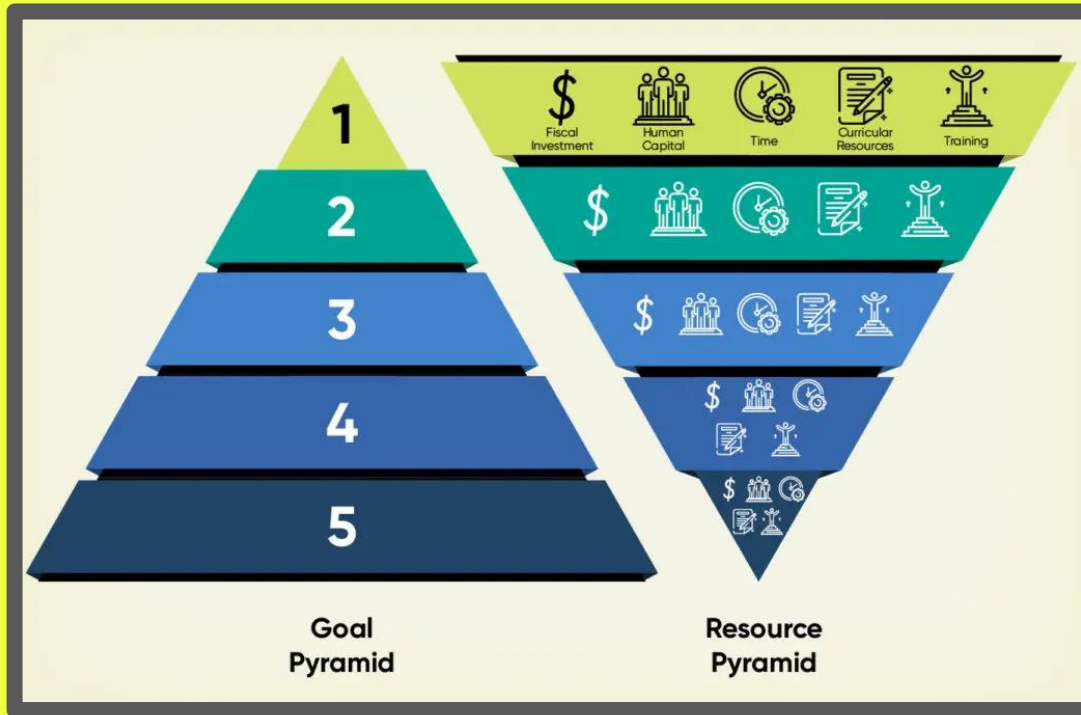 1
2
3
4
5
Goal
Pyramid
$
Fiscal
Investment
Human
Capital
Time
Curricular
Resources
Training
$
$
$
$
Resource
Pyramid